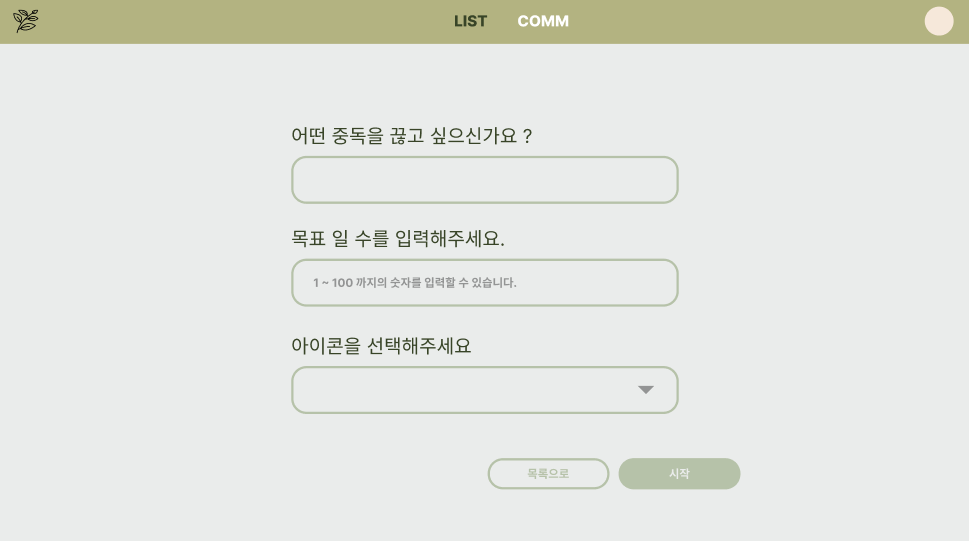 LIST COMM
어떤 중독을 끊고 싶으신가요 ?
목표 일 수를 입력해주세요.
1 ~ 100 까지의 숫자를 입력할 수 있습니다.
아이콘을 선택해주세요
목록으로 시작